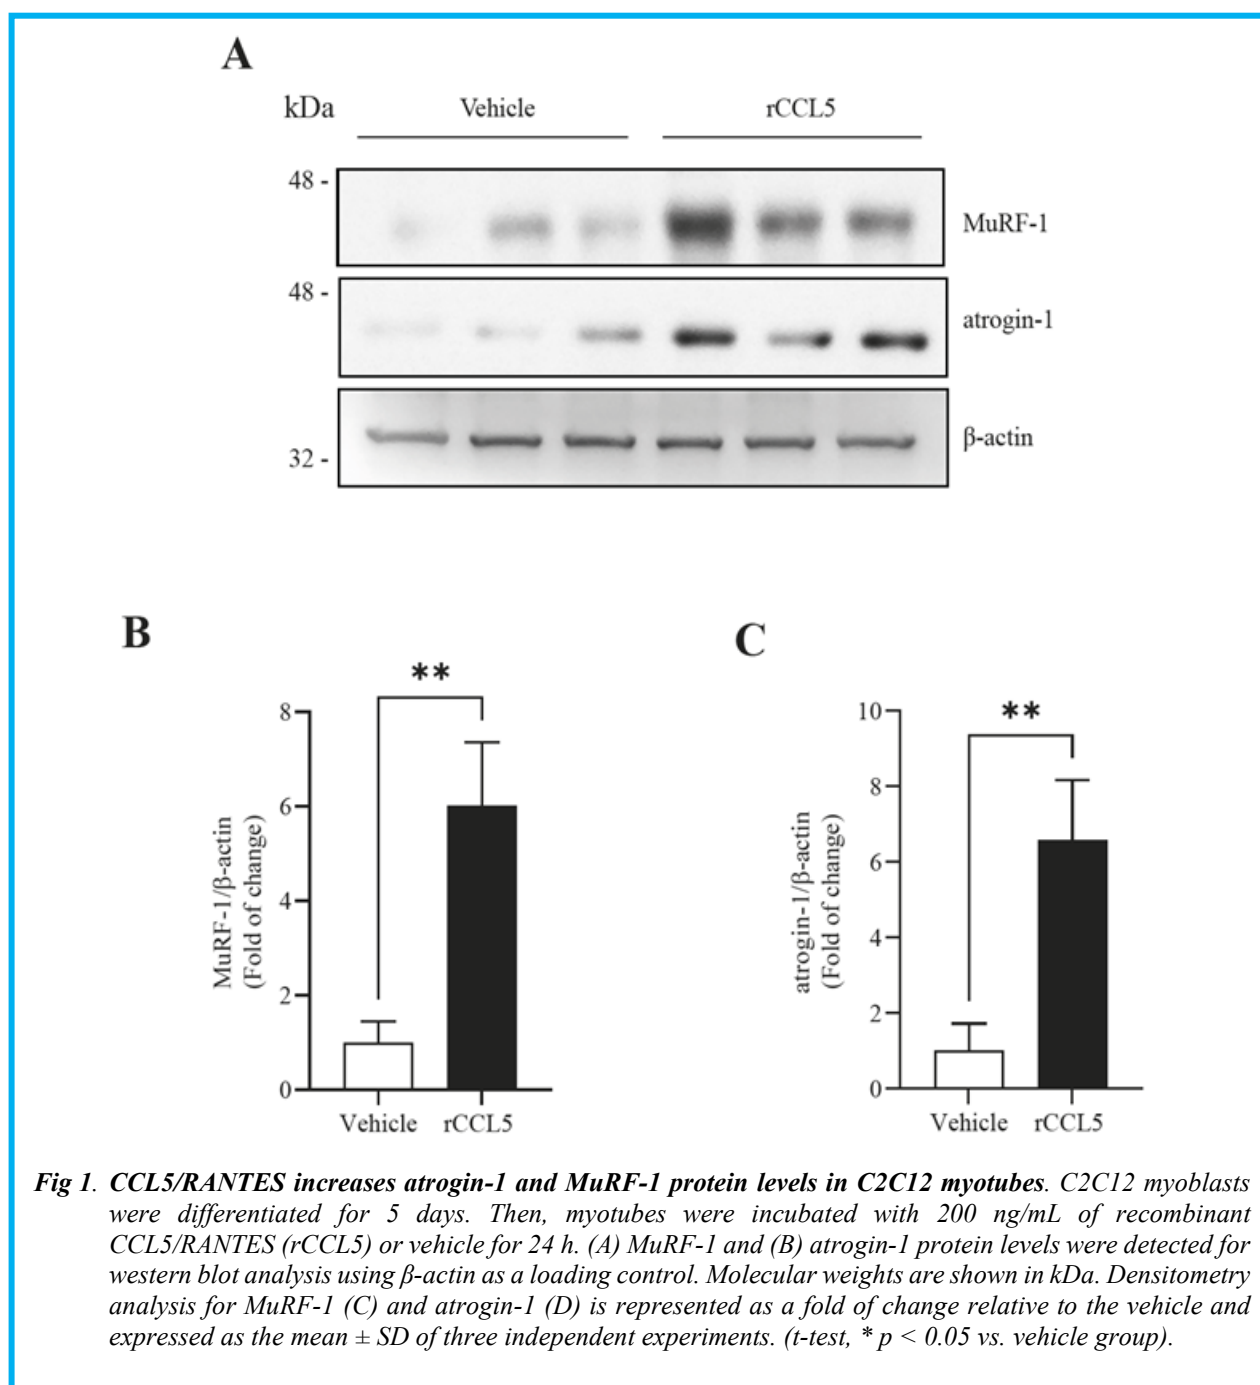 A
kDa
Vehicle
rCCL5
48 -
MuRF-1
48 -
atrogin-1
β-actin
32 -
B
**
8
6
4
2
0
MuRF-1/β-actin
(Fold of change)
Vehicle
rCCL5
C
**
10
8
6
4
2
0
atrogin-1/β-actin
(Fold of change)
Vehicle
rCCL5
Fig 1. CCL5/RANTES increases atrogin-1 and MuRF-1 protein levels in C2C12 myotubes. C2C12 myoblasts
were differentiated for 5 days. Then, myotubes were incubated with 200 ng/mL of recombinant
CCL5/RANTES (rCCL5) or vehicle for 24 h. (A) MuRF-1 and (B) atrogin-1 protein levels were detected for
western blot analysis using β-actin as a loading control. Molecular weights are shown in kDa. Densitometry
analysis for MuRF-1 (C) and atrogin-1 (D) is represented as a fold of change relative to the vehicle and
expressed as the mean ± SD of three independent experiments. (t-test, * p < 0.05 vs. vehicle group).